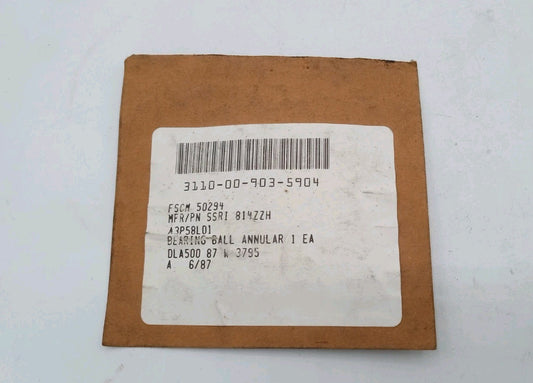 3110-00-903-5904
FSCM 50294
MFR/PN SSRI 814ZZH
A3P58L01
BEARING BALL ANNULAR 1 EA
DLA500 87 W 3795
A 6/87